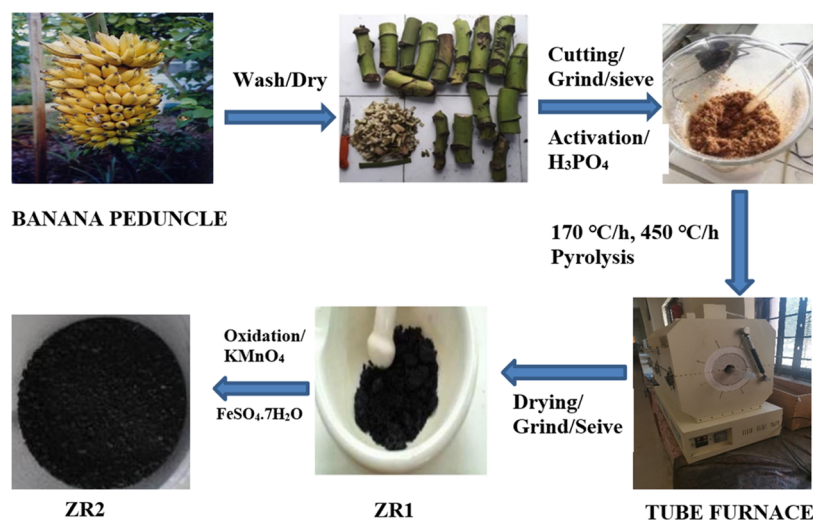 Wash/Dry
Cutting/
Grind/sieve
Activation/
H₃PO₄
BANANA PEDUNCLE
170 °C/h, 450 °C/h
Pyrolysis
Oxidation/
KMnO₄
FeSO₄.7H₂O
Drying/
Grind/Seive
ZR2
ZR1
TUBE FURNACE